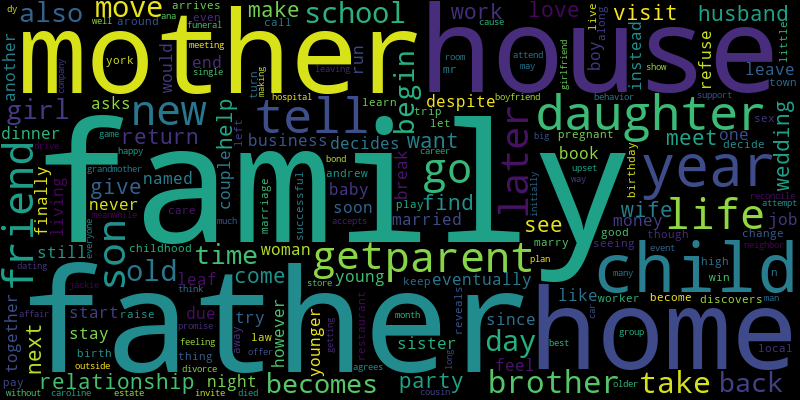 dy
also
move
arrives
make
school
work
love
visit
husband
around
even
well
ana
funeral
call
cause
live
along
another
mother
house
little
york
would
end
meeting
single
run
leaving
room
mr
attend
may
girlfriend
boy
instead
show
refuse
leave
town
company
turn
making
hospital
learn
despite
boyfriend
behavior
support
girl
asks
new
tell
begin
trip
let
daughter
sex
dinner
game
return
help
left
business
decides
want
career
big
pregnant
meet
one
decide
wedding
drive
happy
couple
bond
break
go
later
book
upset
way
year
friend
family
grandmother
give
named
andrew
baby
birthday
reconcile
finally
living
never
meanwhile
care
marriage
successful
soon
play
find
initially
wife
life
attempt
much
accepts
married
see
money
job
son
everyone
still
childhood
time
woman
get
parent
marry
good
seeing
though
change
neighbor
plan
event
child
dating
old
leaf
come
young
keep
eventually
many
high
win
n
jackie
think
store
father
home
like
worker
become
discovers
man
affair
start
raise
due
promise
try
away
law
offer
however
younger
getting
restaurant
month
reveals
since
car
group
together
next
stay
feeling
thing
divorce
birth
outside
agrees
sister
long
day
feel
best
local
pay
relationship
night
becomes
party
brother
older
take
back
without
caroline
estate
invite
died
cousin